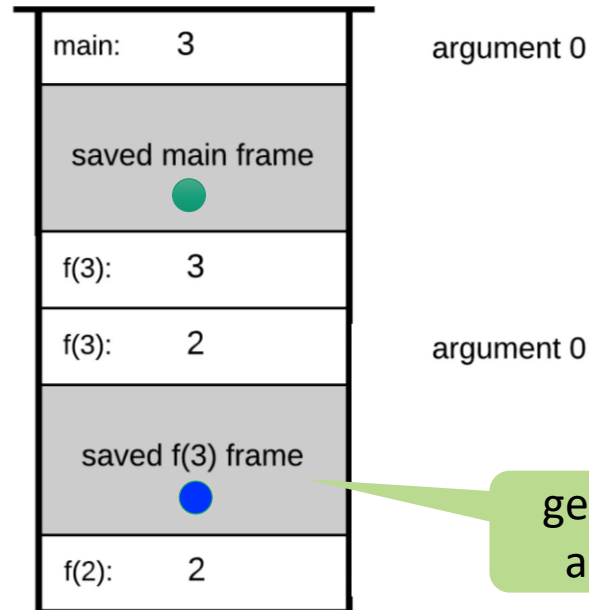 main: 3 argument 0
saved main frame
f(3): 3
f(3): 2 argument 0
saved f(3) frame
f(2): 2